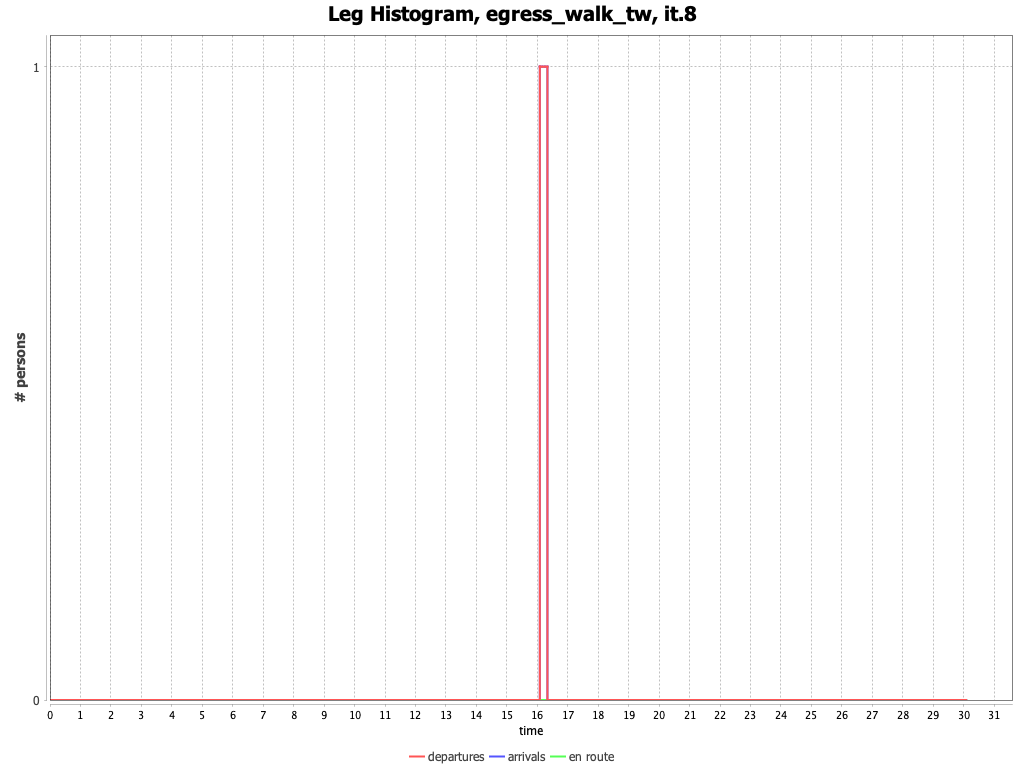 Leg Histogram, egress_walk_tw, it.8
1
# persons
0
0 1 2 3 4 5 6 7 8 9 10 11 12 13 14 15 16 17 18 19 20 21 22 23 24 25 26 27 28 29 30 31
time
departures arrivals en route